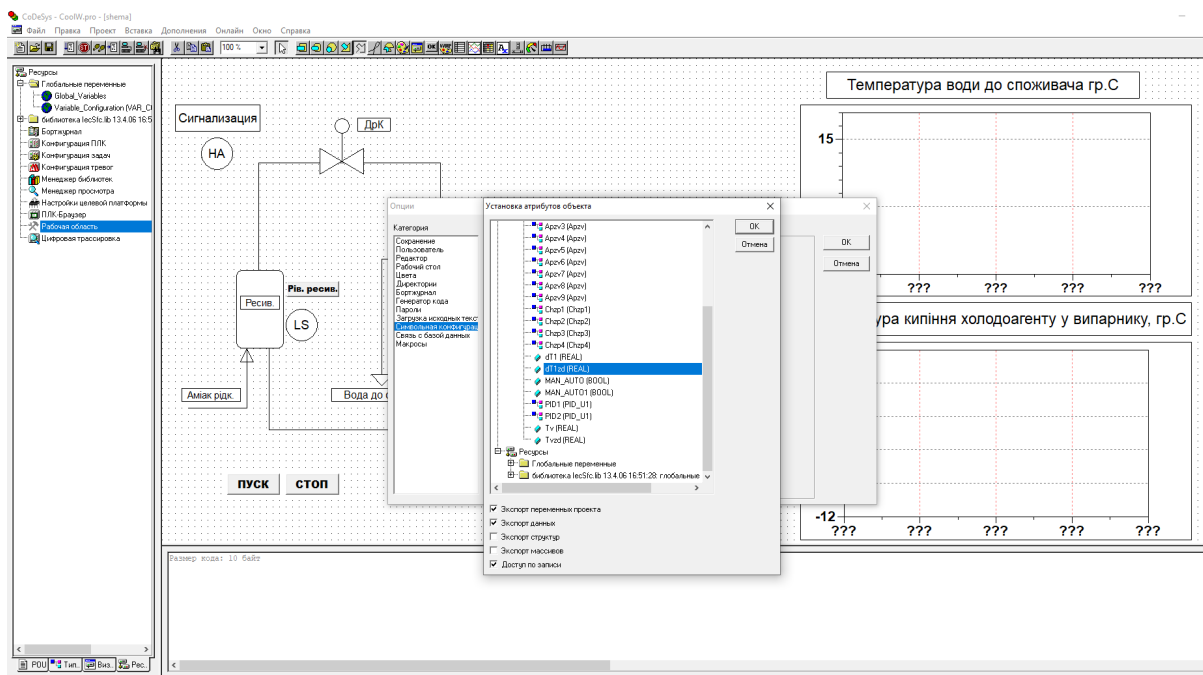 CoDeSys - CoolW.pro - [shema]
Файл Правка Проект Вставка Дополнения Онлайн Окно Справка
100 %
Ресурсы
Глобальные переменные
Global_Variables
Variable_Configuration (VAR_CO
библиотека Iecsfc.lib 13.4.06 16:5
Бортжурнал
Конфигурация ПЛК
Конфигурация задач
Конфигурация тревог
Менеджер библиотек
Менеджер просмотра
Настройки целевой платформы
ПЛК-Браузер
Рабочая область
Цифровая трассировка
POU
Тип..
Виз..
Рес..
Сигнализация
HA
ДрК
Ресив.
Рів. ресив.
LS
Аміак рідк.
Вода до
ПУСК
СТОП
Температура води до споживача гр.С
15
??? ??? ??? ???
ура кипіння холодоагенту у випарнику, гр.С
-12
??? ??? ??? ??? ???
Опции
Категория
Сохранение
Пользователь
Редактор
Рабочий стол
Цвета
Директории
Бортжурнал
Генератор кода
Пароли
Загрузка исходных текст
Символьная конфигурац
Связь с базой данных
Макросы
OK
Отмена
Установка атрибутов объекта
Apzv3 (Apzv)
Apzv4 (Apzv)
Apzv5 (Apzv)
Apzv6 (Apzv)
Apzv7 (Apzv)
Apzv8 (Apzv)
Apzv9 (Apzv)
Chzp1 (Chzp1)
Chzp2 (Chzp2)
Chzp3 (Chzp3)
Chzp4 (Chzp4)
dT1 (REAL)
dT1zd (REAL)
MAN_AUTO (BOOL)
MAN_AUTO1 (BOOL)
PID1 (PID_U1)
PID2 (PID_U1)
Tv (REAL)
Tvzd (REAL)
Ресурсы
Глобальные переменные
библиотека Iecsfc.lib 13.4.06 16:51:28: глобальные
OK
Отмена
Экспорт переменных проекта
Экспорт данных
Экспорт структур
Экспорт массивов
Доступ по записи
Размер кода: 10 байт